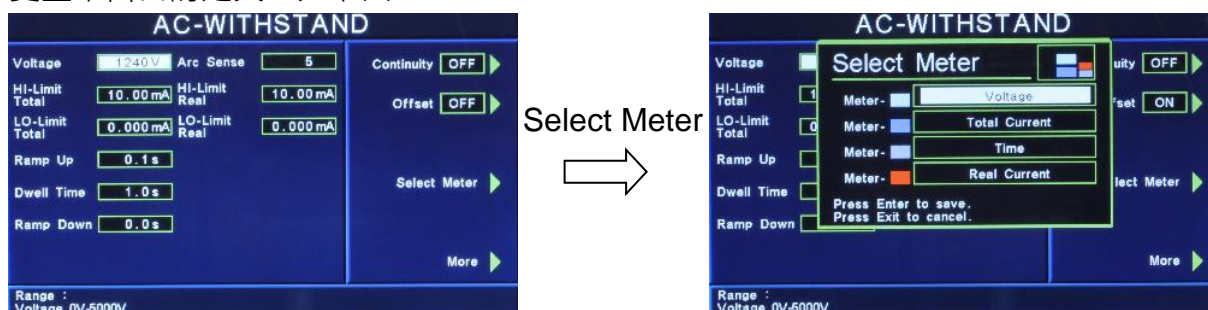 AC-WITHSTAND
Voltage 1240V Arc Sense 5 Continuity OFF
HI-Limit Total 10.00mA HI-Limit Real 10.00mA Offset OFF
LO-Limit Total 0.000mA LO-Limit Real 0.000mA
Ramp Up 0.1s
Dwell Time 1.0s Select Meter
Ramp Down 0.0s
More
Range :
Voltage 0V-5000V
Select Meter
AC-WITHSTAND
Voltage uity OFF
HI-Limit Total 1 set ON
LO-Limit Total 0
Ramp Up
Dwell Time lect Meter
Ramp Down
More
Range :
Voltage 0V-5000V
Select Meter
Meter- Voltage
Meter- Total Current
Meter- Time
Meter- Real Current
Press Enter to save.
Press Exit to cancel.